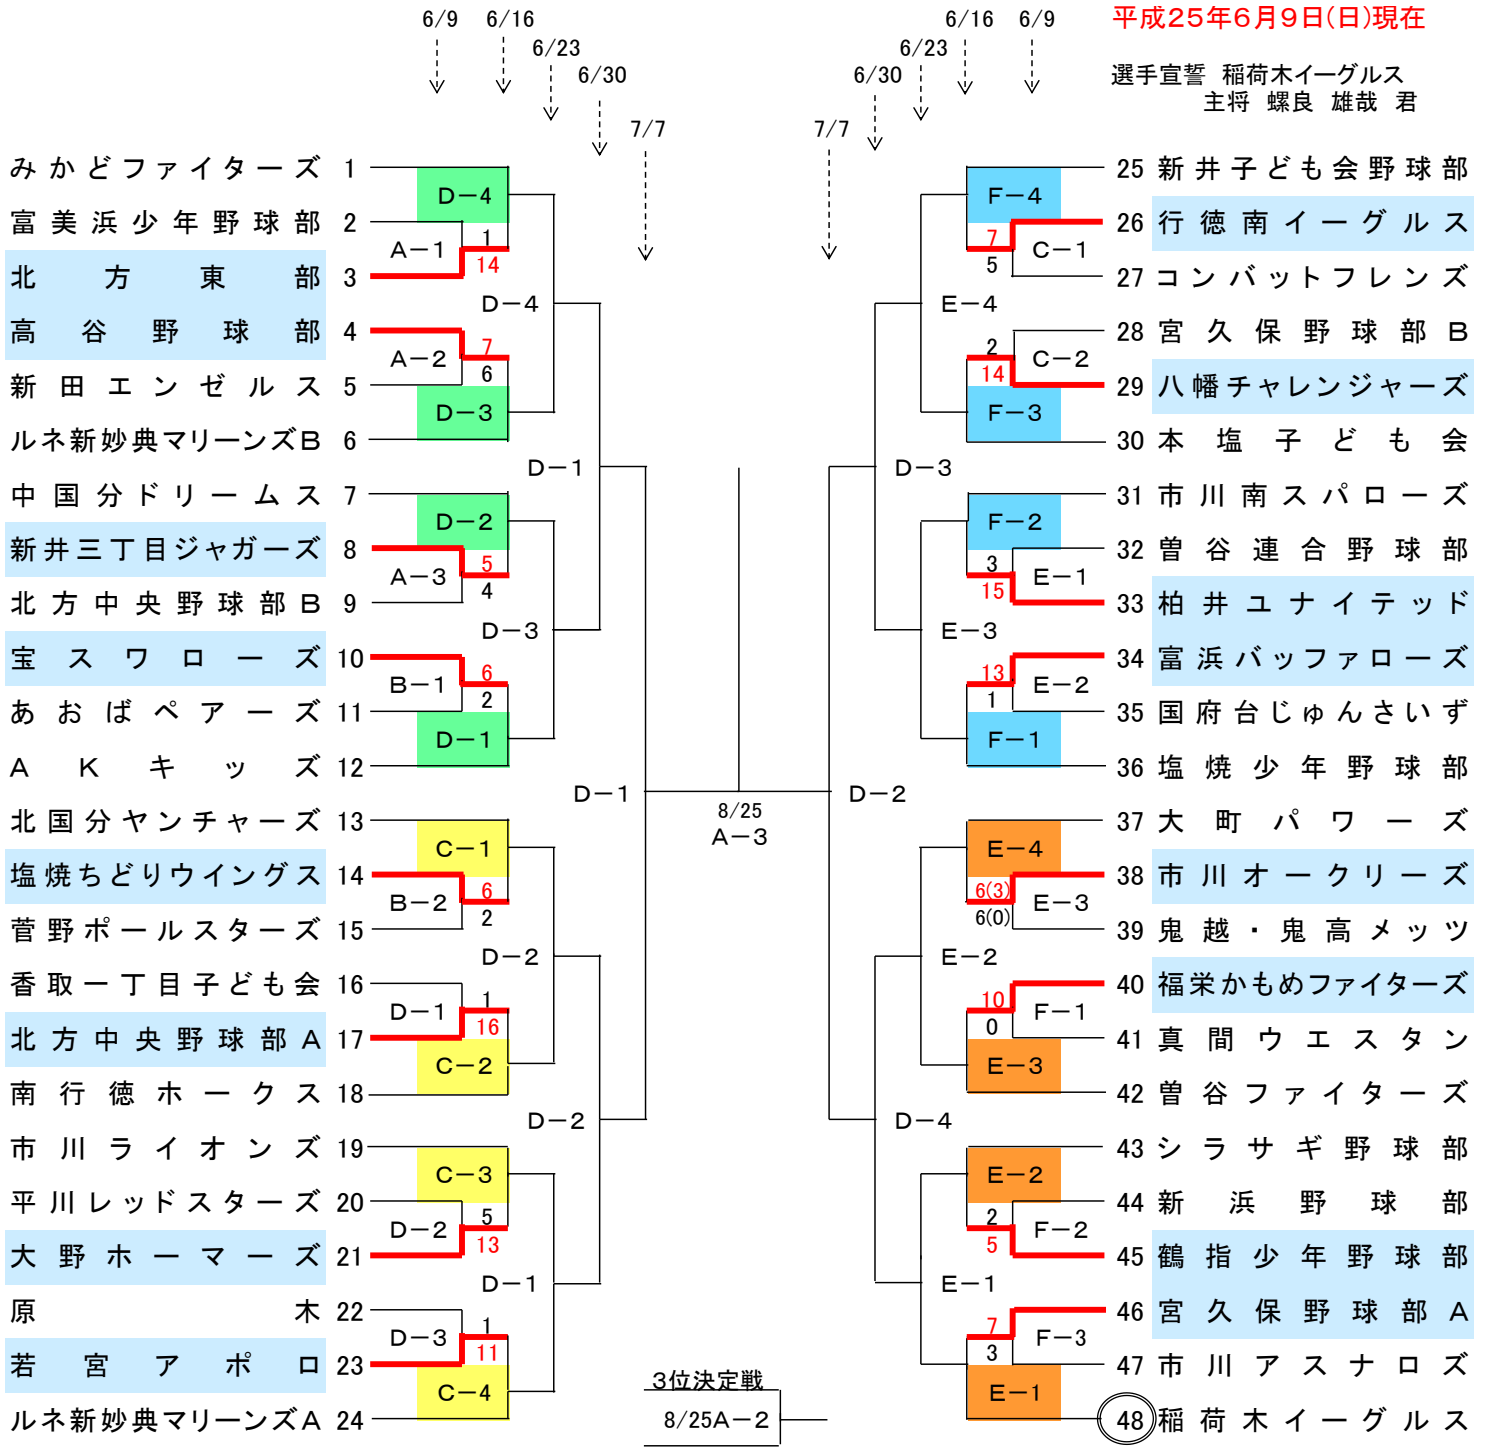 6/9 6/16 6/16 6/9 平成25年6月9日(日)現在
6/23 6/23
6/30 6/30 選手宣誓 稲荷木イーグルス
主将 螺良 雄哉 君
7/7 7/7
みかどファイターズ 1 25 新井子ども会野球部
D-4 F-4
富美浜少年野球部 2 26 行徳南イーグルス
A-1 1 7 C-1
14 5
北方東部 3 27 コンバットフレンズ
D-4 E-4
高谷野球部 4 28 宮久保野球部B
A-2 7 2 C-2
6 14
新田エンゼルス 5 29 八幡チャレンジャーズ
D-3 F-3
ルネ新妙典マリーンズB 6 30 本塩子ども会
D-1 D-3
中国分ドリームス 7 31 市川南スパローズ
D-2 F-2
新井三丁目ジャガーズ 8 32 曽谷連合野球部
A-3 5 3 E-1
4 15
北方中央野球部B 9 33 柏井ユナイテッド
D-3 E-3
宝スワローズ 10 34 富浜バッファローズ
B-1 6 13 E-2
2 1
あおばペアーズ 11 35 国府台じゅんさいず
D-1 F-1
AKキッズ 12 36 塩焼少年野球部
D-1 D-2
8/25
A-3
北国分ヤンチャーズ 13 37 大町パワーズ
C-1 E-4
塩焼ちどりウイングス 14 38 市川オークリーズ
B-2 6 6(3) E-3
2 6(0)
菅野ポールスターズ 15 39 鬼越・鬼高メッツ
D-2 E-2
香取一丁目子ども会 16 40 福栄かもめファイターズ
D-1 1 10 F-1
16 0
北方中央野球部A 17 41 真間ウエスタン
C-2 E-3
南行徳ホークス 18 42 曽谷ファイターズ
D-2 D-4
市川ライオンズ 19 43 シラサギ野球部
C-3 E-2
平川レッドスターズ 20 44 新浜野球部
D-2 5 2 F-2
13 5
大野ホーマーズ 21 45 鶴指少年野球部
D-1 E-1
原木 22 46 宮久保野球部A
D-3 1 7 F-3
11 3
若宮アポロ 23 47 市川アスナロズ
C-4 E-1
3位決定戦
8/25A-2
ルネ新妙典マリーンズA 24 48 稲荷木イーグルス